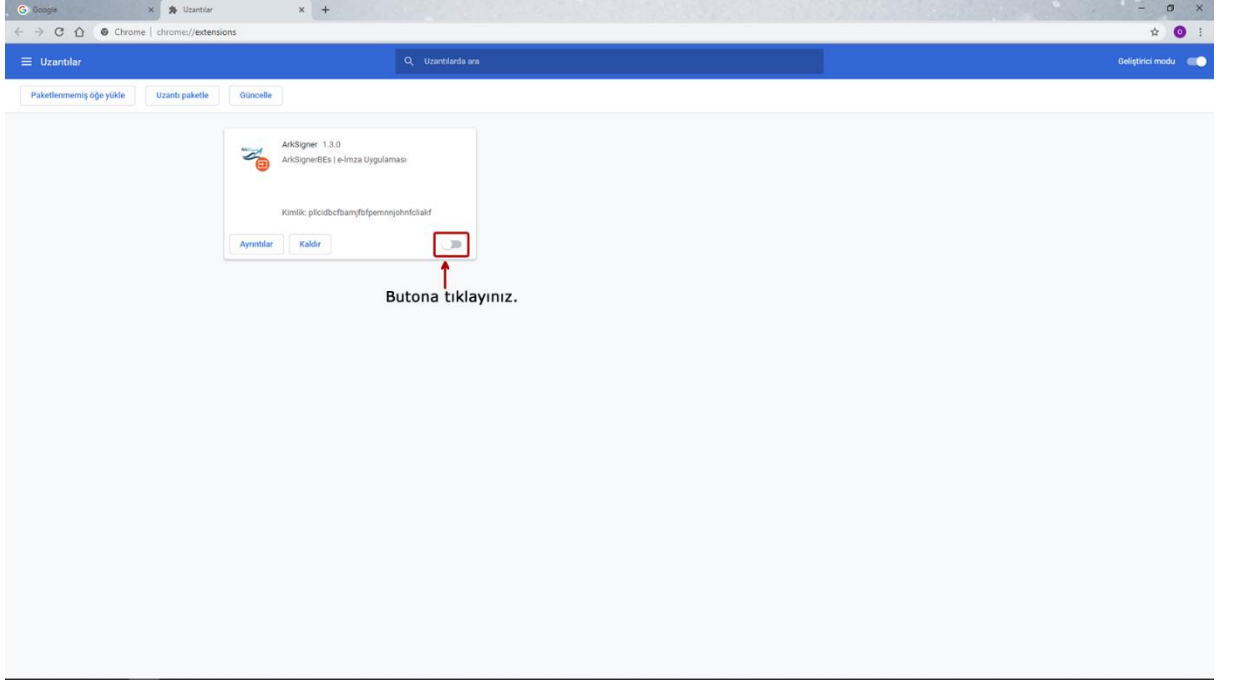 Google
Uzantılar
Chrome | chrome://extensions
Uzantılar
Uzantılarda ara
Geliştirici modu
Paketlenmemiş öğe yükle
Uzantı paketle
Güncelle
ArkSigner 1.3.0
ArkSignerBEs | e-İmza Uygulaması
Kimlik: plicidbcfbamjfbfpemnnjohnfcliakf
Ayrıntılar
Kaldır
Butona tıklayınız.